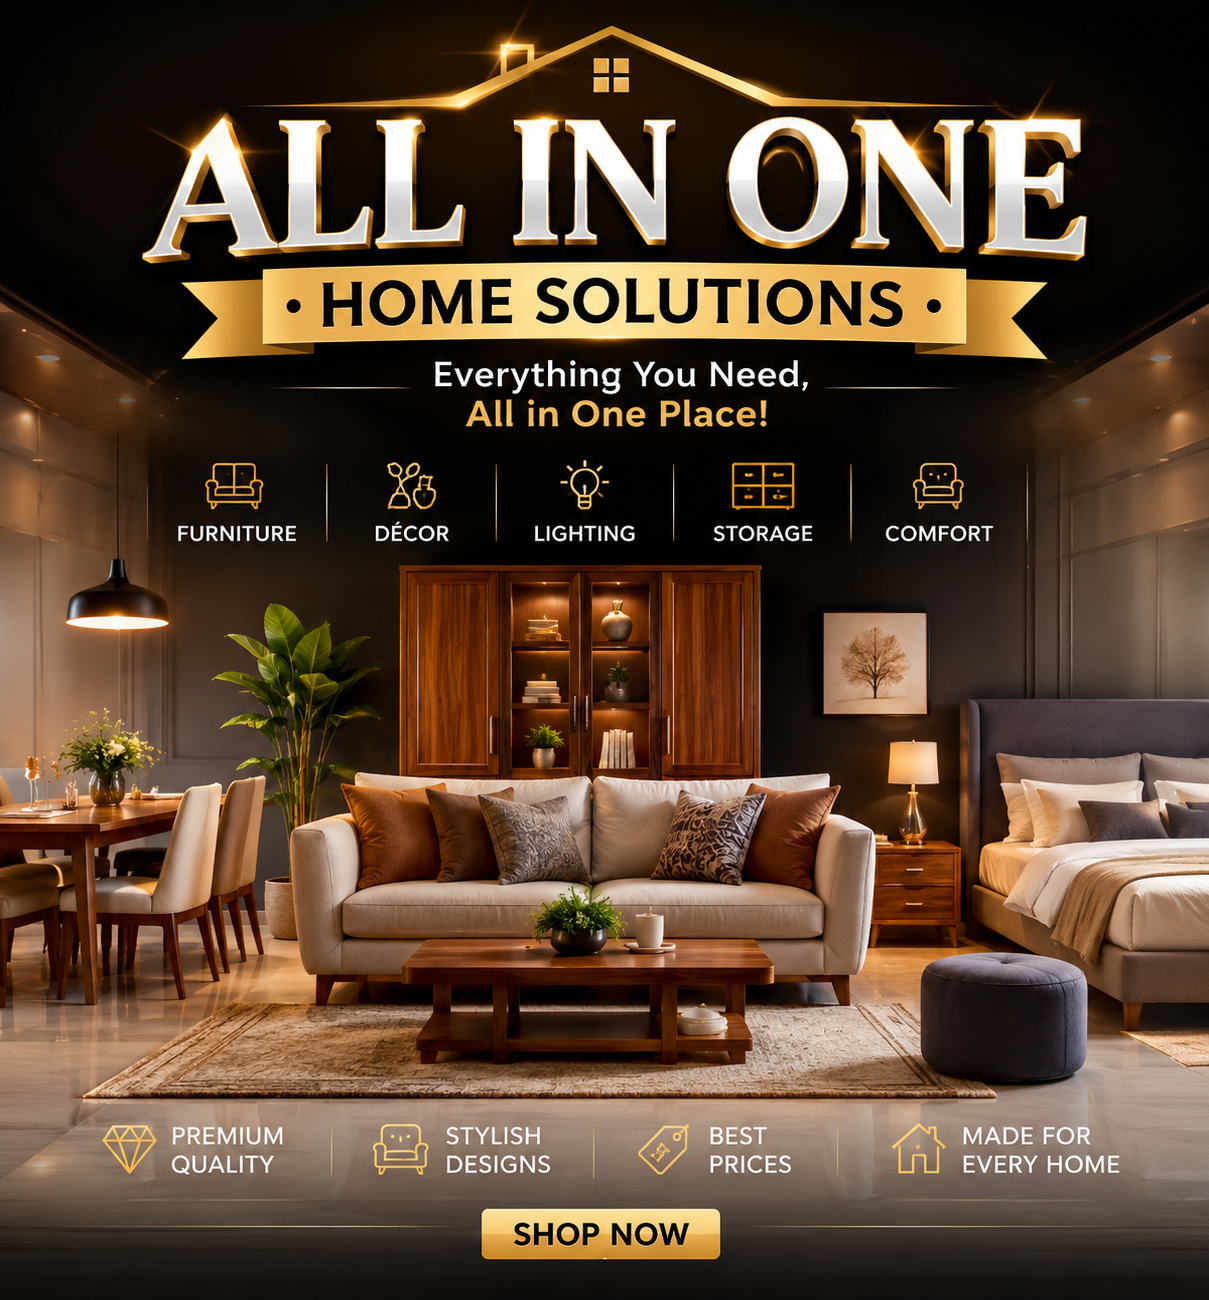 ALL IN ONE
• HOME SOLUTIONS •
Everything You Need,
All in One Place!
FURNITURE
DÉCOR
LIGHTING
STORAGE
COMFORT
PREMIUM
QUALITY
STYLISH
DESIGNS
BEST
PRICES
MADE FOR
EVERY HOME
SHOP NOW